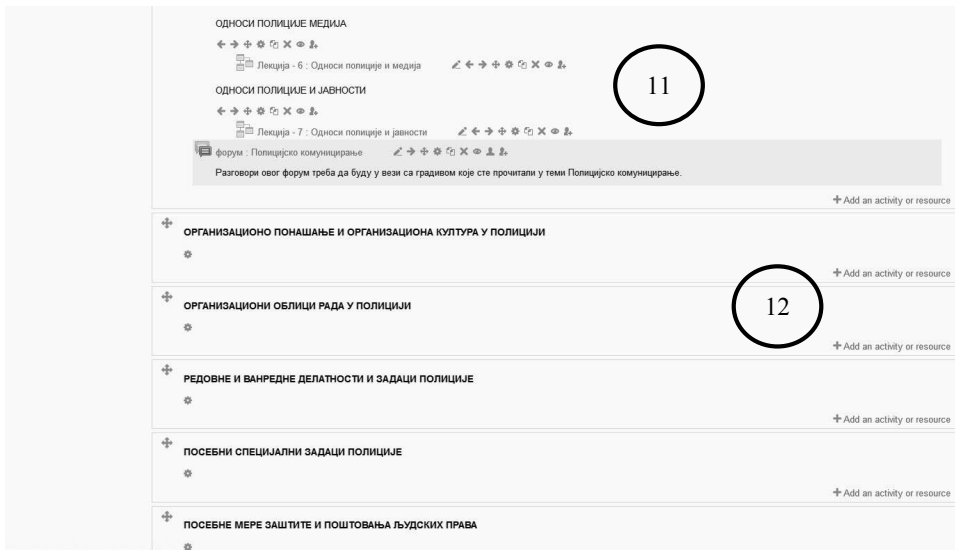 ОДНОСИ ПОЛИЦИЈЕ МЕДИЈА
Лекција - 6 : Односи полиције и медија
11
ОДНОСИ ПОЛИЦИЈЕ И ЈАВНОСТИ
Лекција - 7 : Односи полиције и јавности
форум : Полицијско комуницирање
Разговори овог форум треба да буду у вези са градивом које сте прочитали у теми Полицијско комуницирање.
Add an activity or resource
ОРГАНИЗАЦИОНО ПОНАШАЊЕ И ОРГАНИЗАЦИОНА КУЛТУРА У ПОЛИЦИЈИ
Add an activity or resource
ОРГАНИЗАЦИОНИ ОБЛИЦИ РАДА У ПОЛИЦИЈИ
12
Add an activity or resource
РЕДОВНЕ И ВАНРЕДНЕ ДЕЛАТНОСТИ И ЗАДАЦИ ПОЛИЦИЈЕ
Add an activity or resource
ПОСЕБНИ СПЕЦИЈАЛНИ ЗАДАЦИ ПОЛИЦИЈЕ
Add an activity or resource
ПОСЕБНЕ МЕРЕ ЗАШТИТЕ И ПОШТОВАЊА ЉУДСКИХ ПРАВА